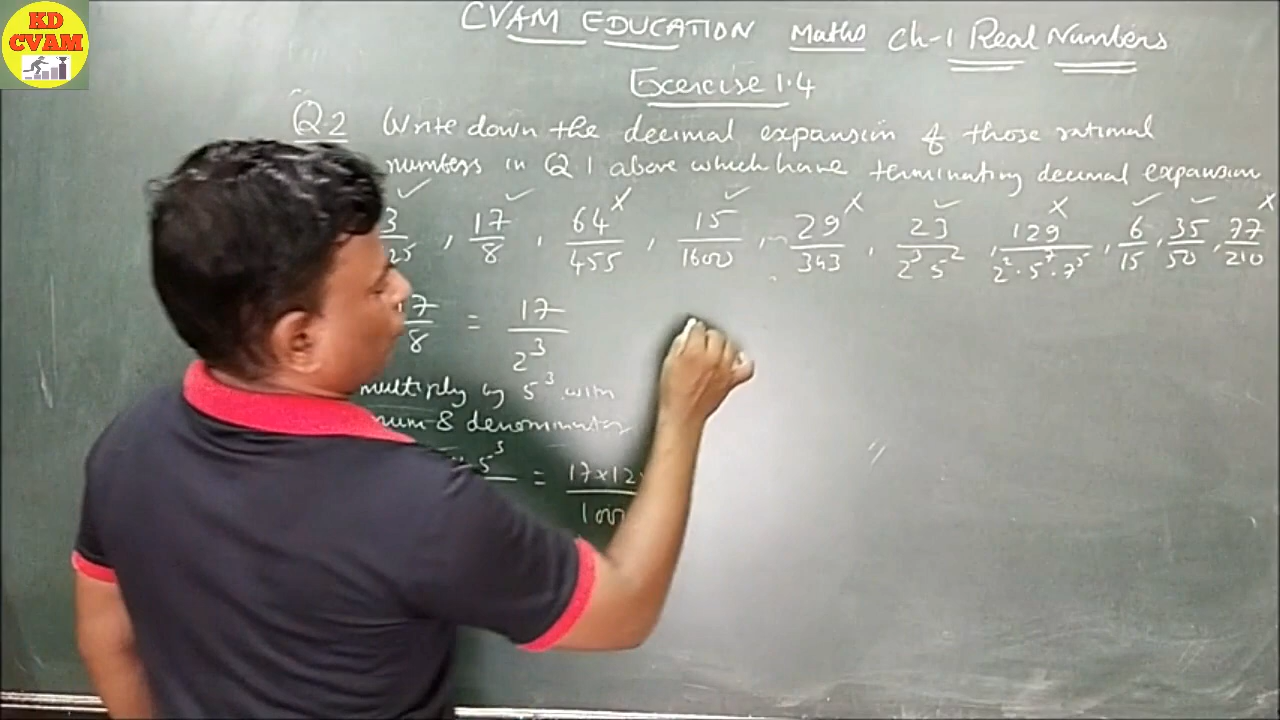 KD
CVAM
CVAM EDUCATION Maths Ch-1 Real Numbers
Exercise 1.4
Q.2 Write down the decimal expansion of those rational
numbers in Q.1 above which have terminating decimal expansion
17/8, 64/455, 15/1600, 29/343, 23/2³5², 129/2²·5⁷·7⁵, 6/15, 35/50, 77/210
= 17/2³
multiply by 5³ with
num & denominator
5³ = 17×12